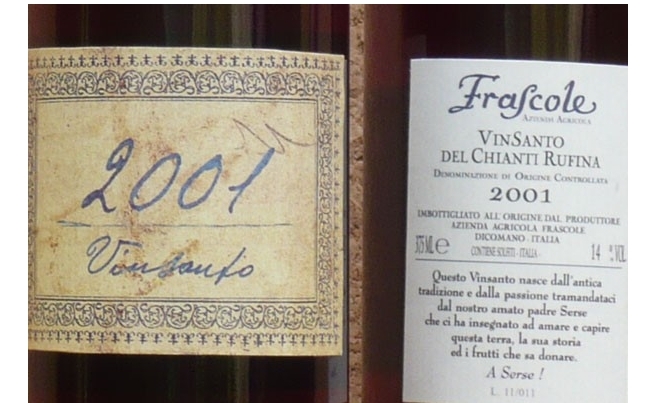 2001
Vinsanto
Frascole
AZIENDA AGRICOLA
VINSANTO
DEL CHIANTI RUFINA
DENOMINAZIONE DI ORIGINE CONTROLLATA
2001
IMBOTTIGLIATO ALL'ORIGINE DAL PRODUTTORE
AZIENDA AGRICOLA FRASCOLE
DICOMANO - ITALIA
375 ML e CONTIENE SOLFITI - ITALIA - 14 % VOL
Questo Vinsanto nasce dall'antica
tradizione e dalla passione tramandataci
dal nostro amato padre Serse
che ci ha insegnato ad amare e capire
questa terra, la sua storia
ed i frutti che sa donare.
A Serse !
L. 11/011